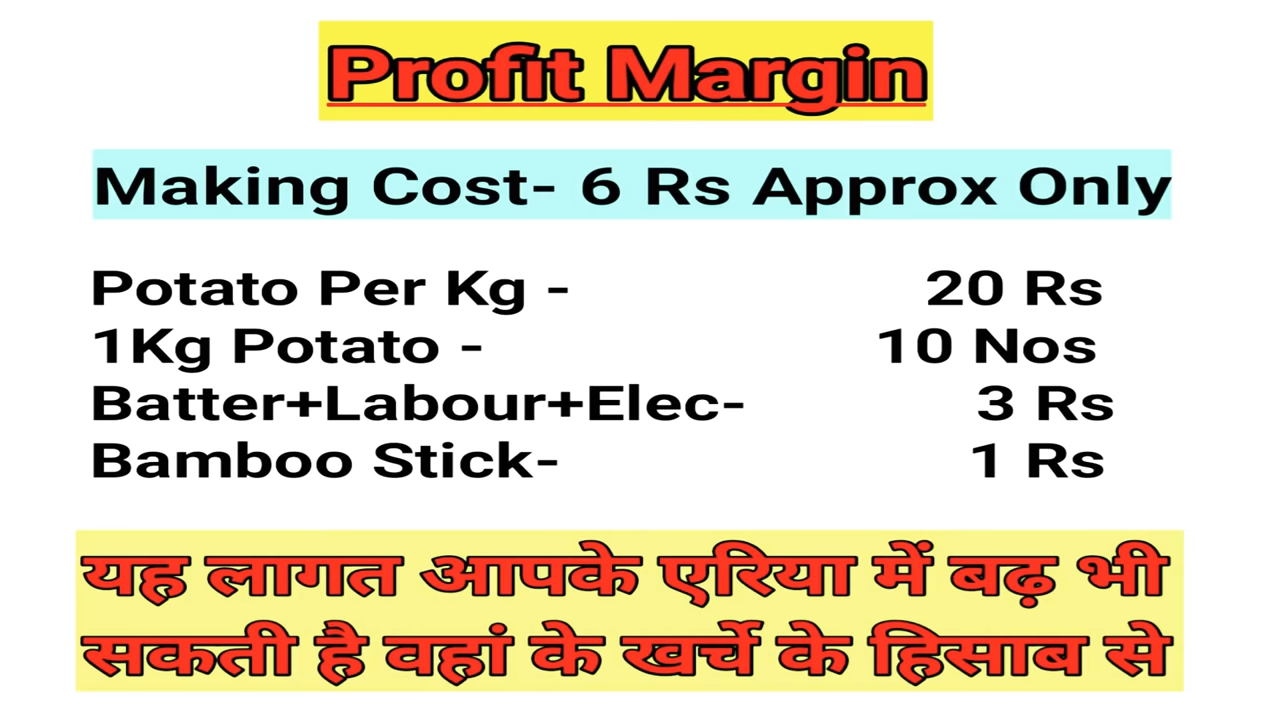 Profit Margin
Making Cost- 6 Rs Approx Only
Potato Per Kg - 20 Rs
1Kg Potato - 10 Nos
Batter+Labour+Elec- 3 Rs
Bamboo Stick- 1 Rs
यह लागत आपके एरिया में बढ़ भी
सकती है वहां के खर्चे के हिसाब से